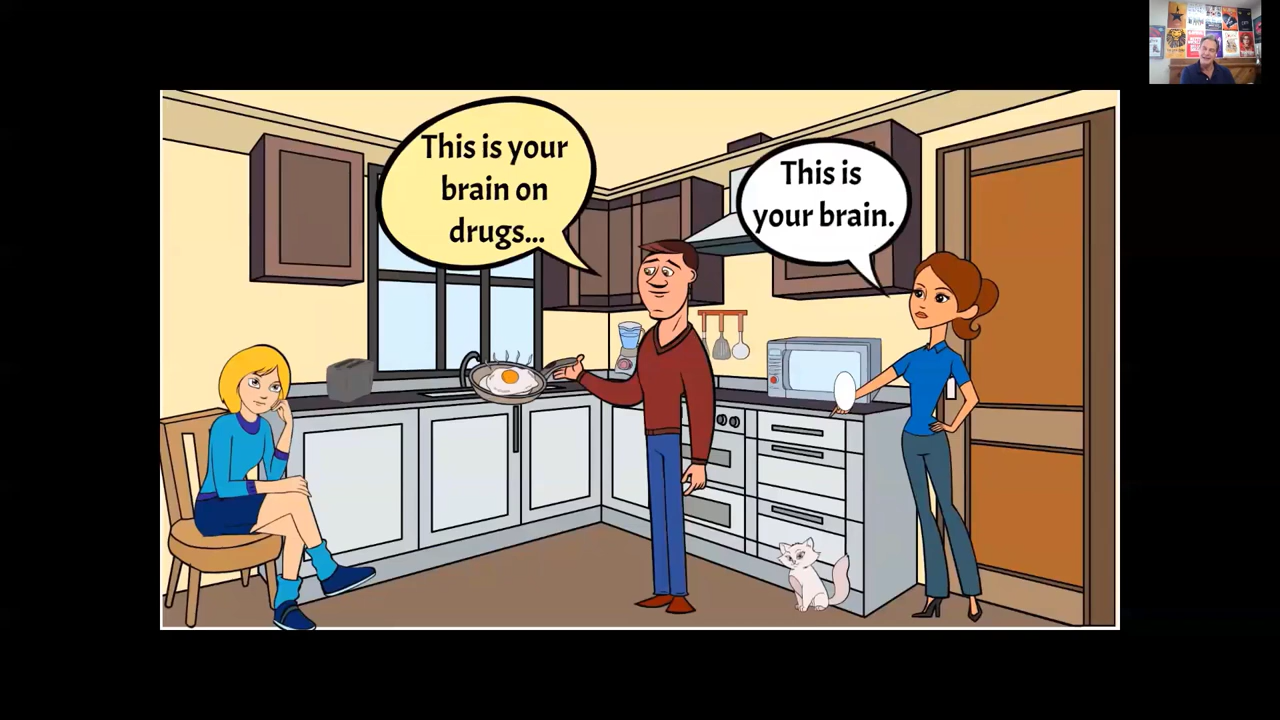 This is your
brain on
drugs...
This is
your brain.